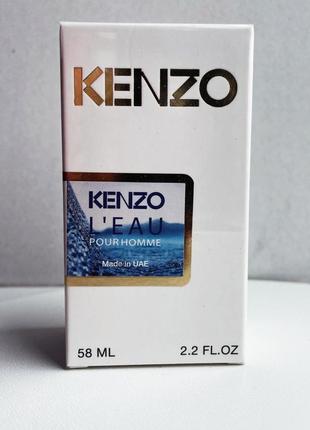 KENZO
KENZO
L'EAU
POUR HOMME
Made in UAE
58 ML 2.2 FL.OZ